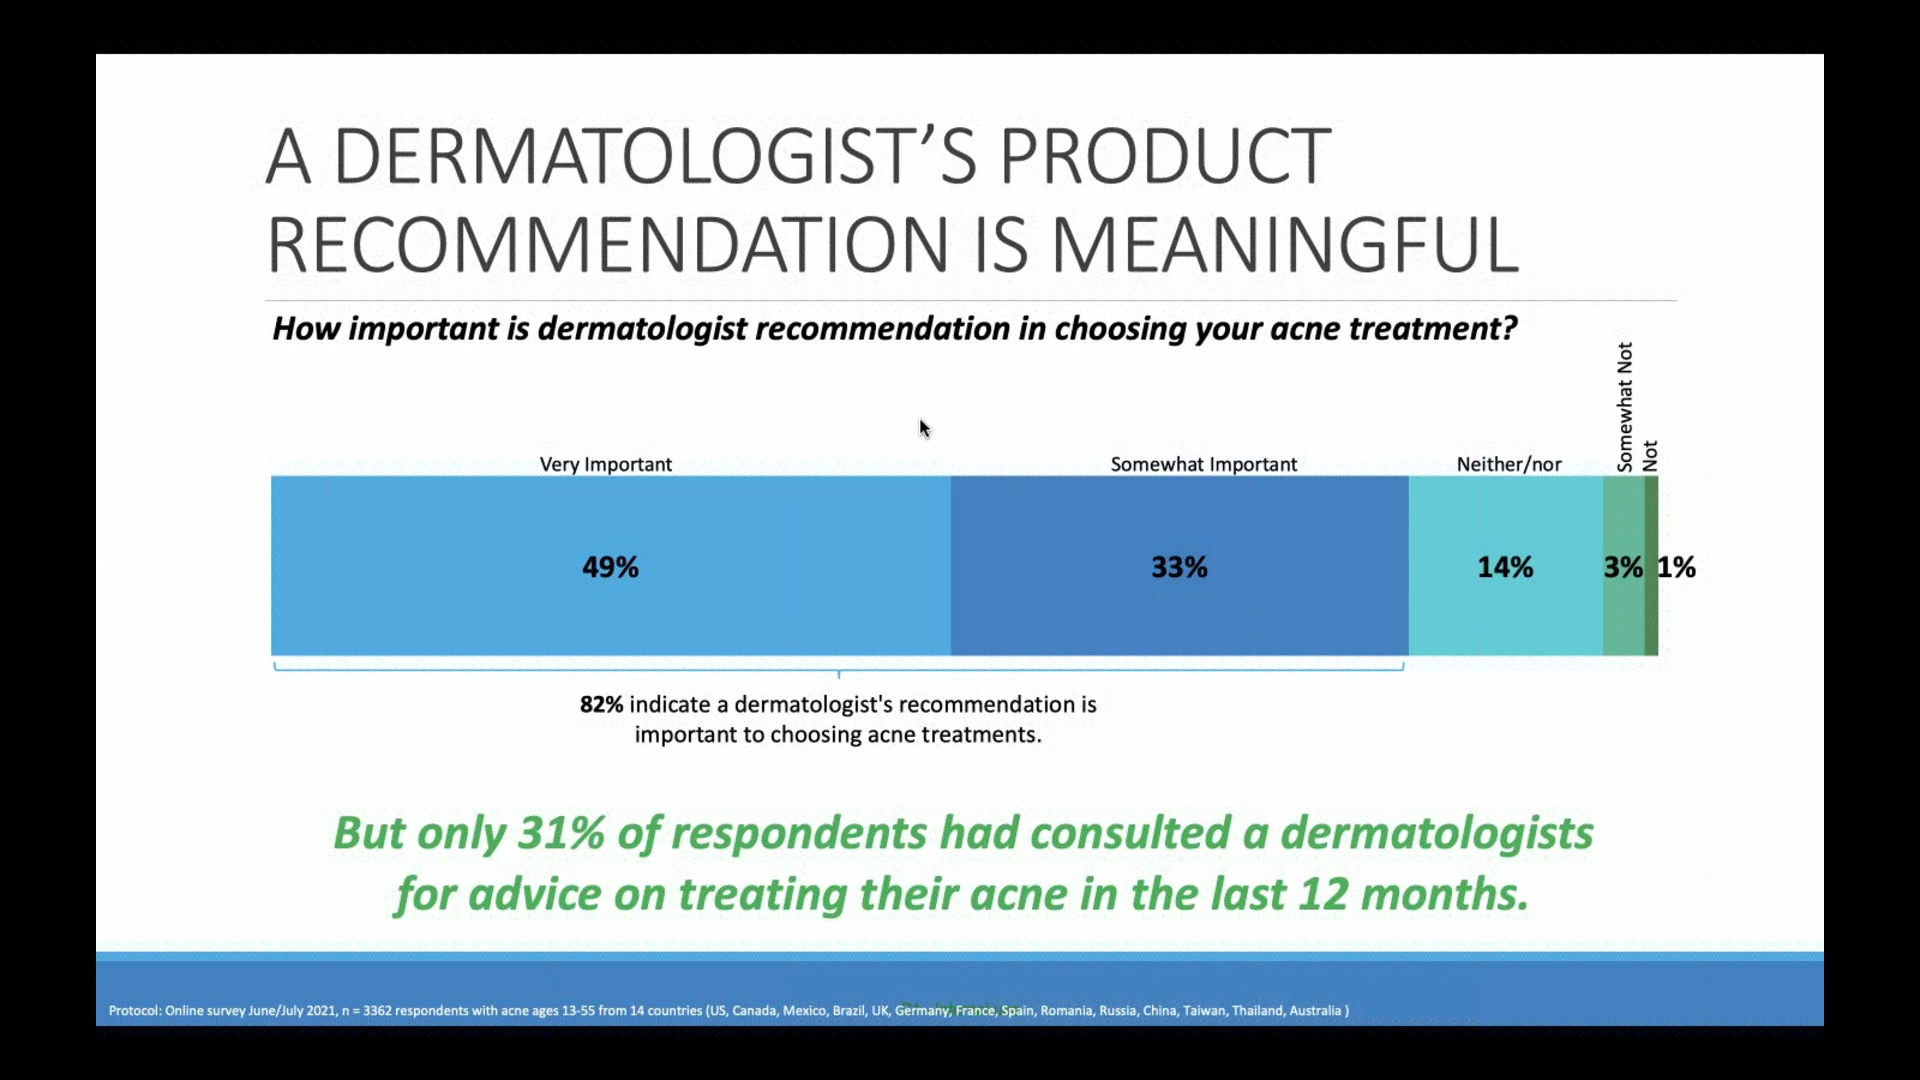 A DERMATOLOGIST’S PRODUCT
RECOMMENDATION IS MEANINGFUL
How important is dermatologist recommendation in choosing your acne treatment?
Very Important
Somewhat Important
Neither/nor
Somewhat Not
Not
49%
33%
14%
3%
1%
82% indicate a dermatologist's recommendation is
important to choosing acne treatments.
But only 31% of respondents had consulted a dermatologists
for advice on treating their acne in the last 12 months.
Protocol: Online survey June/July 2021, n = 3362 respondents with acne ages 13-55 from 14 countries (US, Canada, Mexico, Brazil, UK, Germany, France, Spain, Romania, Russia, China, Taiwan, Thailand, Australia )